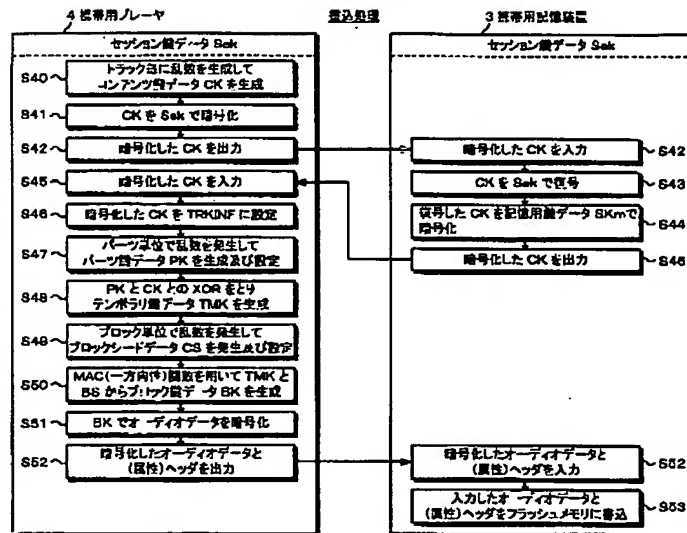 4 携帯用プレーヤ
書込処理
3 携帯用記憶装置
セッション鍵データ Sek
S40
トラック毎に乱数を生成して
コンテンツ鍵データ CK を生成
S41
CK を Sek で暗号化
S42
暗号化した CK を出力
S45
暗号化した CK を入力
S46
暗号化した CK を TRKINF に設定
S47
パーツ単位で乱数を発生して
パーツ鍵データ PK を生成及び設定
S48
PK と CK との XOR をとり
テンポラリ鍵データ TMK を生成
S49
ブロック単位で乱数を発生して
ブロックシードデータ CS を発生及び設定
S50
MAC(一方向性)関数を用いて TMK と
BS からブロック鍵データ BK を生成
S51
BK でオーディオデータを暗号化
S52
暗号化したオーディオデータと
(属性)ヘッダを出力
セッション鍵データ Sek
暗号化した CK を入力
S42
CK を Sek で復号
S43
復号した CK を記憶用鍵データ SKm で
暗号化
S44
暗号化した CK を出力
S45
暗号化したオーディオデータと
(属性)ヘッダを入力
S52
入力したオーディオデータと
(属性)ヘッダをフラッシュメモリに書込
S53